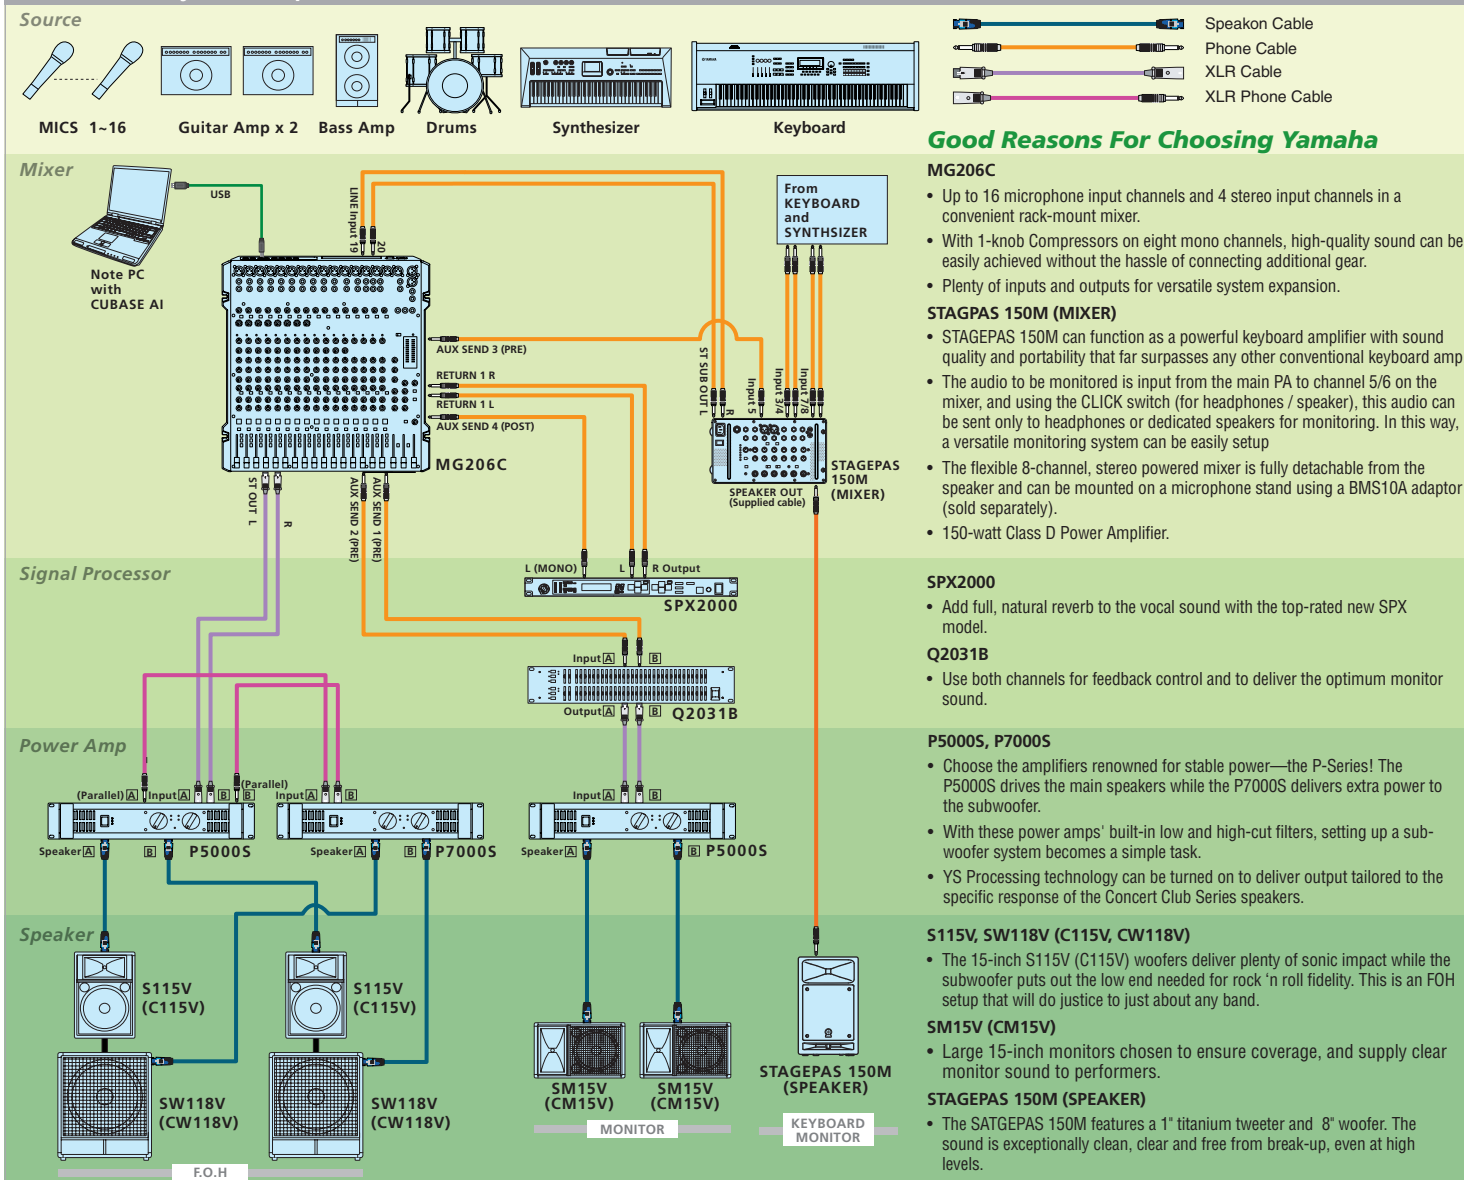 Source
MICS 1~16
Guitar Amp x 2
Bass Amp
Drums
Synthesizer
Keyboard
Speakon Cable
Phone Cable
XLR Cable
XLR Phone Cable
Mixer
USB
Note PC
with
CUBASE AI
LINE Input 19
20
From
KEYBOARD
and
SYNTHSIZER
AUX SEND 3 (PRE)
RETURN 1 R
RETURN 1 L
AUX SEND 4 (POST)
MG206C
ST SUB OUT L
R
Input 5
Input 3/4
Input 7/8
STAGEPAS
150M
(MIXER)
SPEAKER OUT
(Supplied cable)
ST OUT L
R
AUX SEND 2 (PRE)
AUX SEND 1 (PRE)
Signal Processor
L (MONO)
L
R Output
SPX2000
Input A
B
Output A
B
Q2031B
Power Amp
(Parallel) A
Input A
B
B
(Parallel)
Input A
B
Input A
B
Speaker A
B
P5000S
Speaker A
B
P7000S
Speaker A
B
P5000S
Speaker
S115V
(C115V)
S115V
(C115V)
SW118V
(CW118V)
SW118V
(CW118V)
F.O.H
SM15V
(CM15V)
SM15V
(CM15V)
MONITOR
STAGEPAS 150M
(SPEAKER)
KEYBOARD
MONITOR
Good Reasons For Choosing Yamaha
MG206C
• Up to 16 microphone input channels and 4 stereo input channels in a
convenient rack-mount mixer.
• With 1-knob Compressors on eight mono channels, high-quality sound can be
easily achieved without the hassle of connecting additional gear.
• Plenty of inputs and outputs for versatile system expansion.
STAGPAS 150M (MIXER)
• STAGEPAS 150M can function as a powerful keyboard amplifier with sound
quality and portability that far surpasses any other conventional keyboard amp
• The audio to be monitored is input from the main PA to channel 5/6 on the
mixer, and using the CLICK switch (for headphones / speaker), this audio can
be sent only to headphones or dedicated speakers for monitoring. In this way,
a versatile monitoring system can be easily setup
• The flexible 8-channel, stereo powered mixer is fully detachable from the
speaker and can be mounted on a microphone stand using a BMS10A adaptor
(sold separately).
• 150-watt Class D Power Amplifier.
SPX2000
• Add full, natural reverb to the vocal sound with the top-rated new SPX
model.
Q2031B
• Use both channels for feedback control and to deliver the optimum monitor
sound.
P5000S, P7000S
• Choose the amplifiers renowned for stable power—the P-Series! The
P5000S drives the main speakers while the P7000S delivers extra power to
the subwoofer.
• With these power amps' built-in low and high-cut filters, setting up a sub-
woofer system becomes a simple task.
• YS Processing technology can be turned on to deliver output tailored to the
specific response of the Concert Club Series speakers.
S115V, SW118V (C115V, CW118V)
• The 15-inch S115V (C115V) woofers deliver plenty of sonic impact while the
subwoofer puts out the low end needed for rock ‘n roll fidelity. This is an FOH
setup that will do justice to just about any band.
SM15V (CM15V)
• Large 15-inch monitors chosen to ensure coverage, and supply clear
monitor sound to performers.
STAGEPAS 150M (SPEAKER)
• The SATGEPAS 150M features a 1" titanium tweeter and 8" woofer. The
sound is exceptionally clean, clear and free from break-up, even at high
levels.